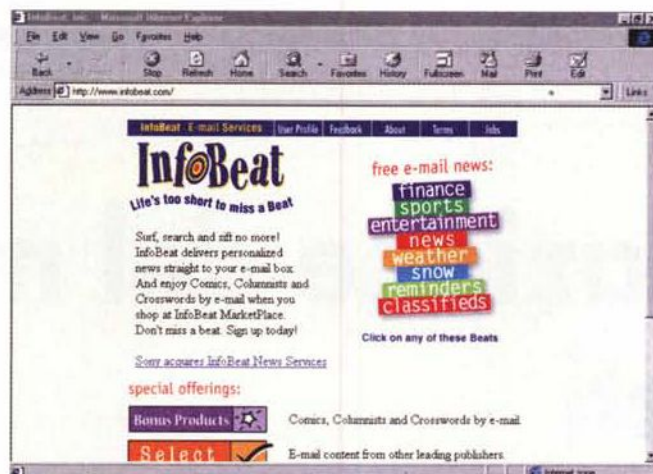 InfoBeat, Inc. - Microsoft Internet Explorer
File Edit View Go Favorites Help
Back Stop Refresh Home Search Favorites History Fullscreen Mail Print Edit
Address http://www.infobeat.com/ Links
InfoBeat E-mail Services User Profile Feedback About Terms Jobs
InfoBeat
Life's too short to miss a Beat
Surf, search and sift no more!
InfoBeat delivers personalized
news straight to your e-mail box.
And enjoy Comics, Columnists and
Crosswords by e-mail when you
shop at InfoBeat MarketPlace.
Don't miss a beat. Sign up today!
Sony acquires InfoBeat News Services
free e-mail news:
finance
sports
entertainment
news
weather
snow
reminders
classifieds
Click on any of these Beats
special offerings:
Bonus Products
Comics, Columnists and Crosswords by e-mail.
Select
E-mail content from other leading publishers.
Internet zone